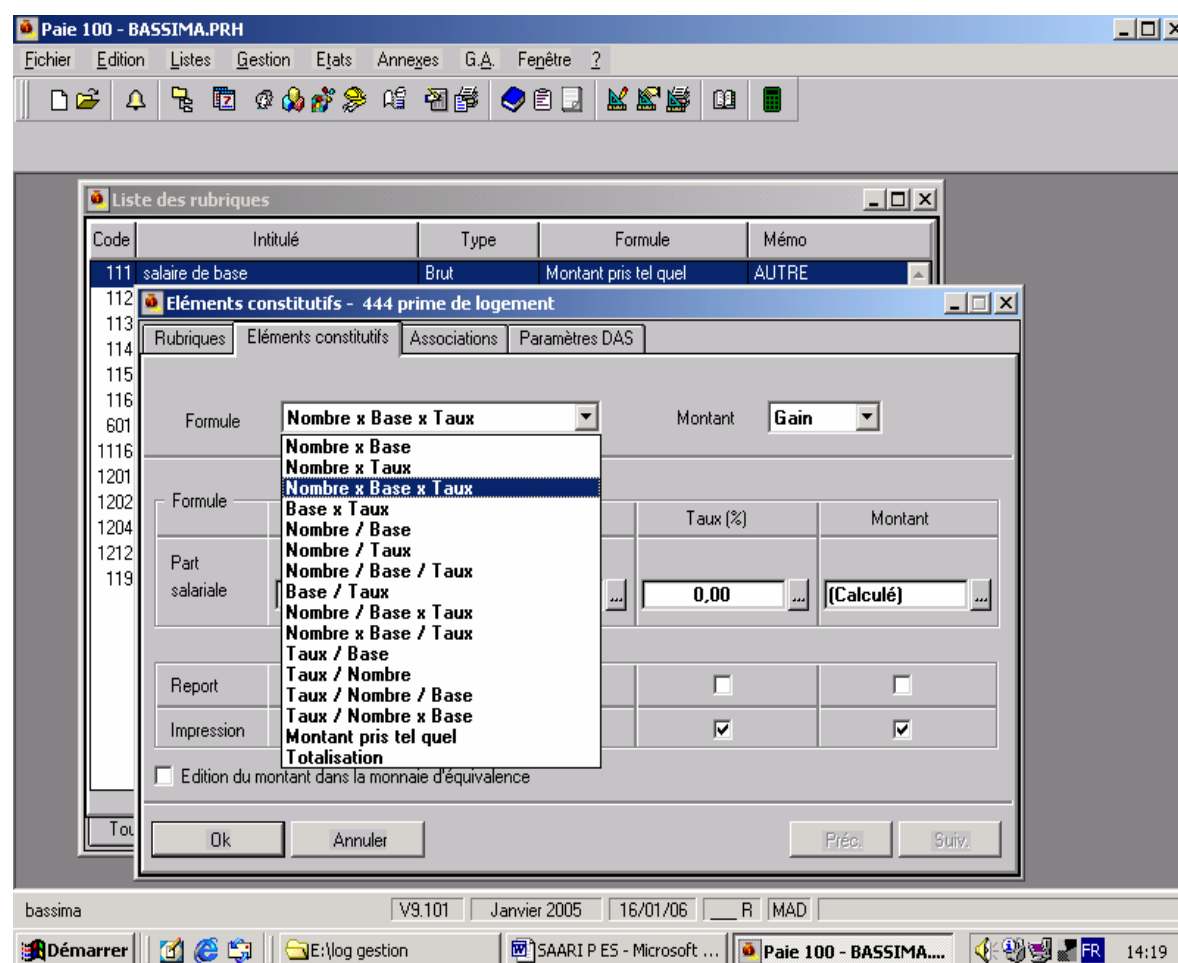 Paie 100 - BASSIMA.PRH
Fichier Edition Listes Gestion Etats Annexes G.A. Fenêtre ?
Liste des rubriques
Code Intitulé Type Formule Mémo
111 salaire de base Brut Montant pris tel quel AUTRE
112
113
114
115
116
601
1116
1201
1202
1204
1212
119
Tou
Eléments constitutifs - 444 prime de logement
Rubriques Eléments constitutifs Associations Paramètres DAS
Formule Nombre x Base x Taux Montant Gain
Nombre x Base
Nombre x Taux
Nombre x Base x Taux
Base x Taux
Nombre / Base
Nombre / Taux
Nombre / Base / Taux
Base / Taux
Nombre / Base x Taux
Nombre x Base / Taux
Taux / Base
Taux / Nombre
Taux / Nombre / Base
Taux / Nombre x Base
Montant pris tel quel
Totalisation
Formule Taux (%) Montant
Part
salariale ... 0,00 ... (Calculé) ...
Report
Impression
Edition du montant dans la monnaie d'équivalence
Ok Annuler Préc. Suiv.
bassima V9.101 Janvier 2005 16/01/06 ___ R MAD
Démarrer E:\log gestion SAARI P ES - Microsoft ... Paie 100 - BASSIMA.... FR 14:19